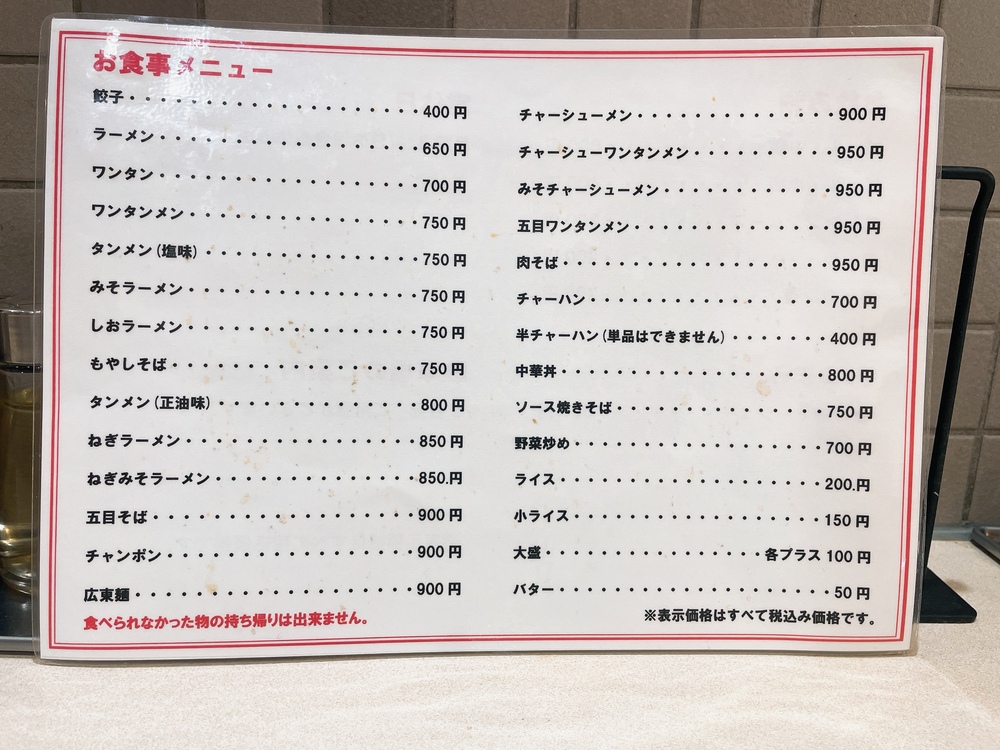 お食事メニュー
餃子・・・・・・・・・・・・・・・・・・・400円
ラーメン・・・・・・・・・・・・・・・・・650円
ワンタン・・・・・・・・・・・・・・・・・700円
ワンタンメン・・・・・・・・・・・・・・・750円
タンメン(塩味)・・・・・・・・・・・・・・750円
みそラーメン・・・・・・・・・・・・・・・750円
しおラーメン・・・・・・・・・・・・・・・750円
もやしそば・・・・・・・・・・・・・・・・750円
タンメン(正油味)・・・・・・・・・・・・・800円
ねぎラーメン・・・・・・・・・・・・・・・850円
ねぎみそラーメン・・・・・・・・・・・・・850円
五目そば・・・・・・・・・・・・・・・・・900円
チャンポン・・・・・・・・・・・・・・・・900円
広東麺・・・・・・・・・・・・・・・・・・900円
食べられなかった物の持ち帰りは出来ません。
チャーシューメン・・・・・・・・・・・・・900円
チャーシューワンタンメン・・・・・・・・・950円
みそチャーシューメン・・・・・・・・・・・950円
五目ワンタンメン・・・・・・・・・・・・・950円
肉そば・・・・・・・・・・・・・・・・・・950円
チャーハン・・・・・・・・・・・・・・・・700円
半チャーハン(単品はできません)・・・・・・・400円
中華丼・・・・・・・・・・・・・・・・・・800円
ソース焼きそば・・・・・・・・・・・・・・750円
野菜炒め・・・・・・・・・・・・・・・・・700円
ライス・・・・・・・・・・・・・・・・・・200円
小ライス・・・・・・・・・・・・・・・・・150円
大盛・・・・・・・・・・・・・・・各プラス100円
バター・・・・・・・・・・・・・・・・・・50円
※表示価格はすべて税込み価格です。